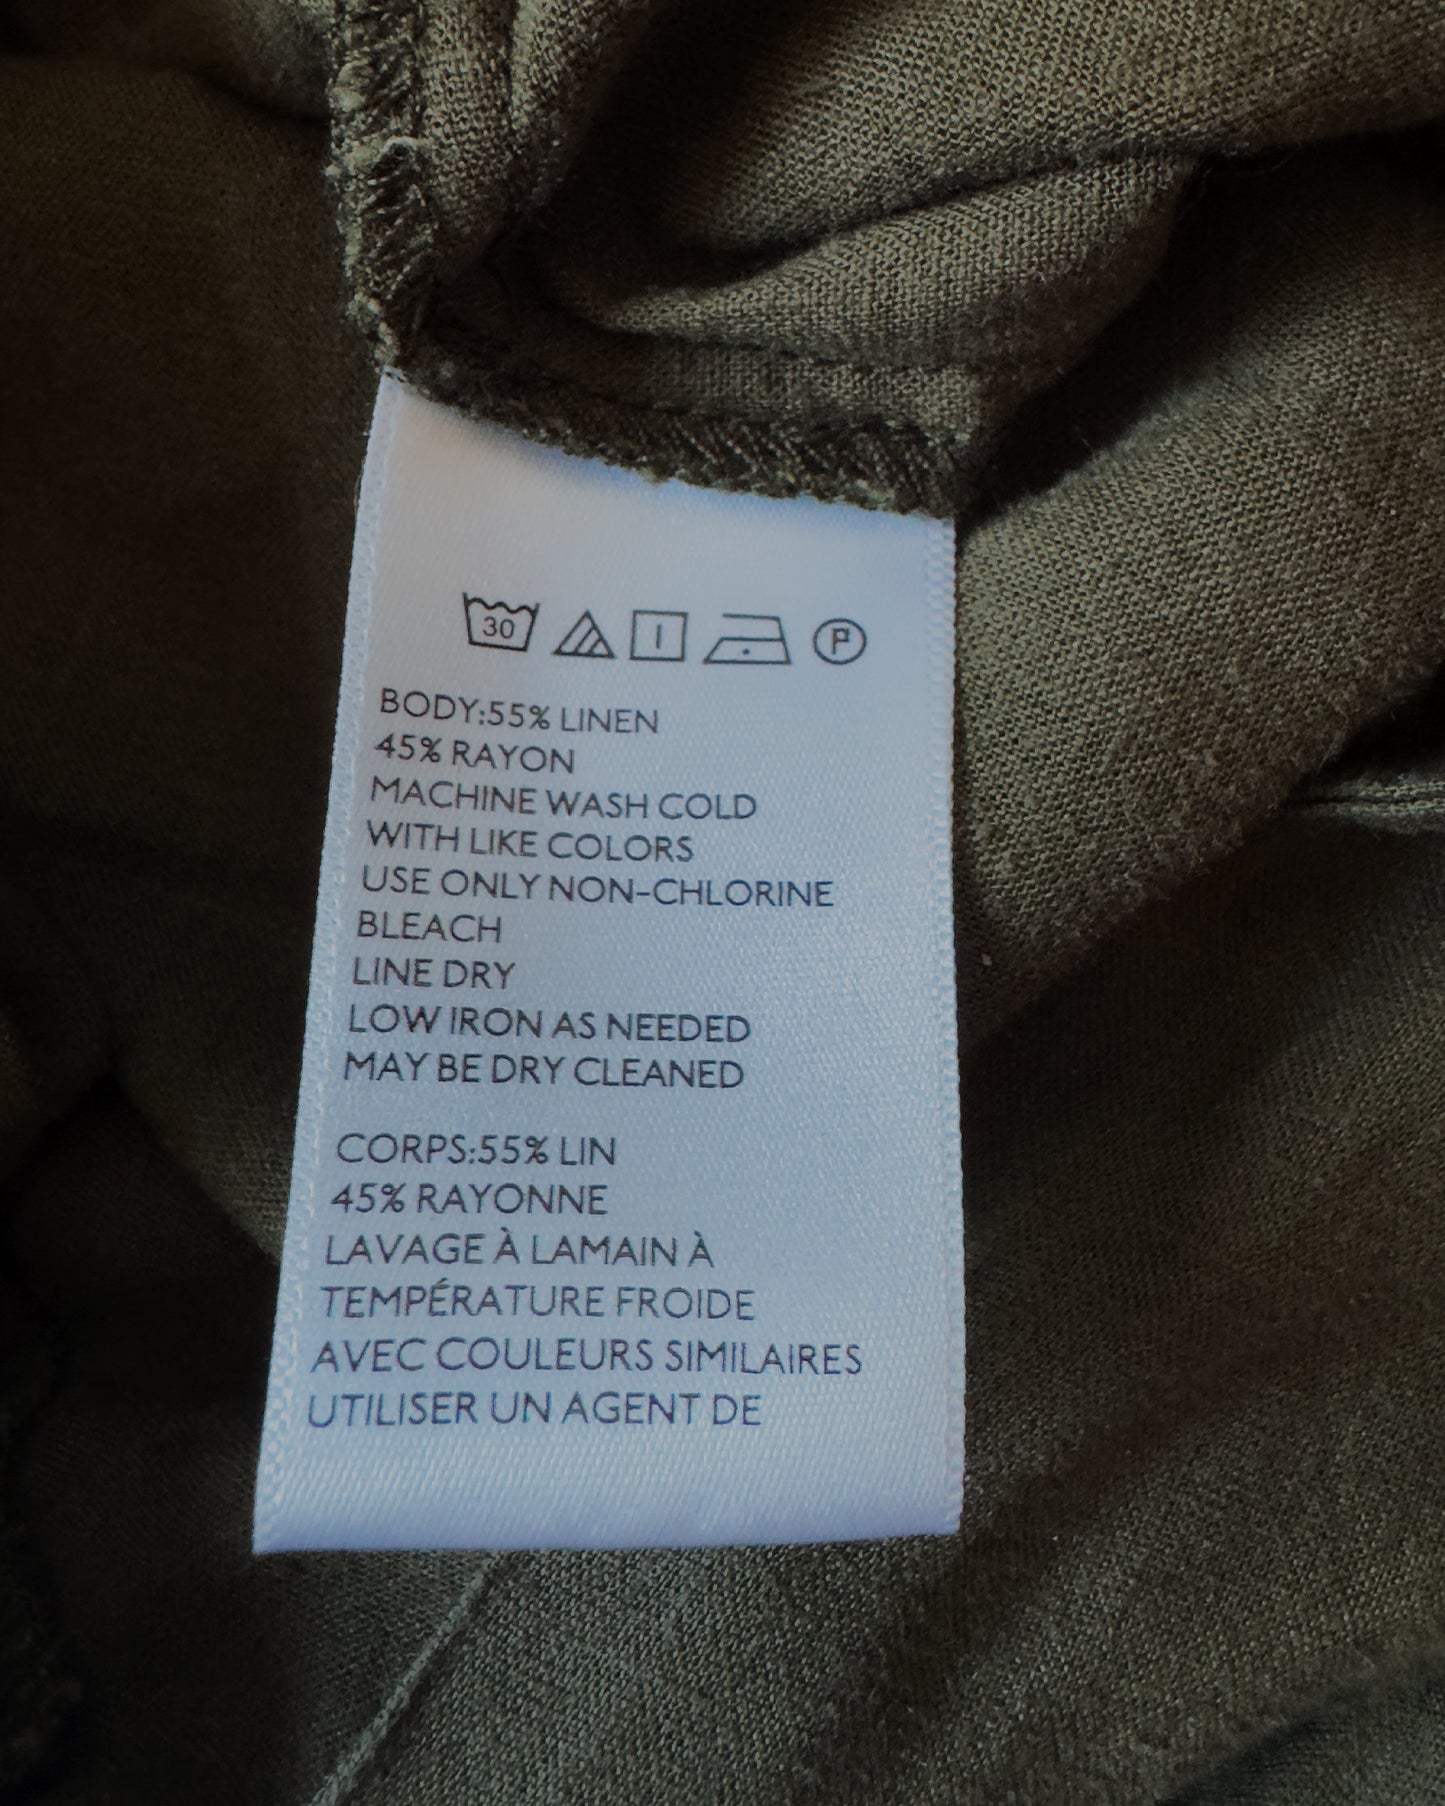 30 P
BODY:55% LINEN
45% RAYON
MACHINE WASH COLD
WITH LIKE COLORS
USE ONLY NON-CHLORINE
BLEACH
LINE DRY
LOW IRON AS NEEDED
MAY BE DRY CLEANED
CORPS:55% LIN
45% RAYONNE
LAVAGE À LAMAIN À
TEMPÉRATURE FROIDE
AVEC COULEURS SIMILAIRES
UTILISER UN AGENT DE